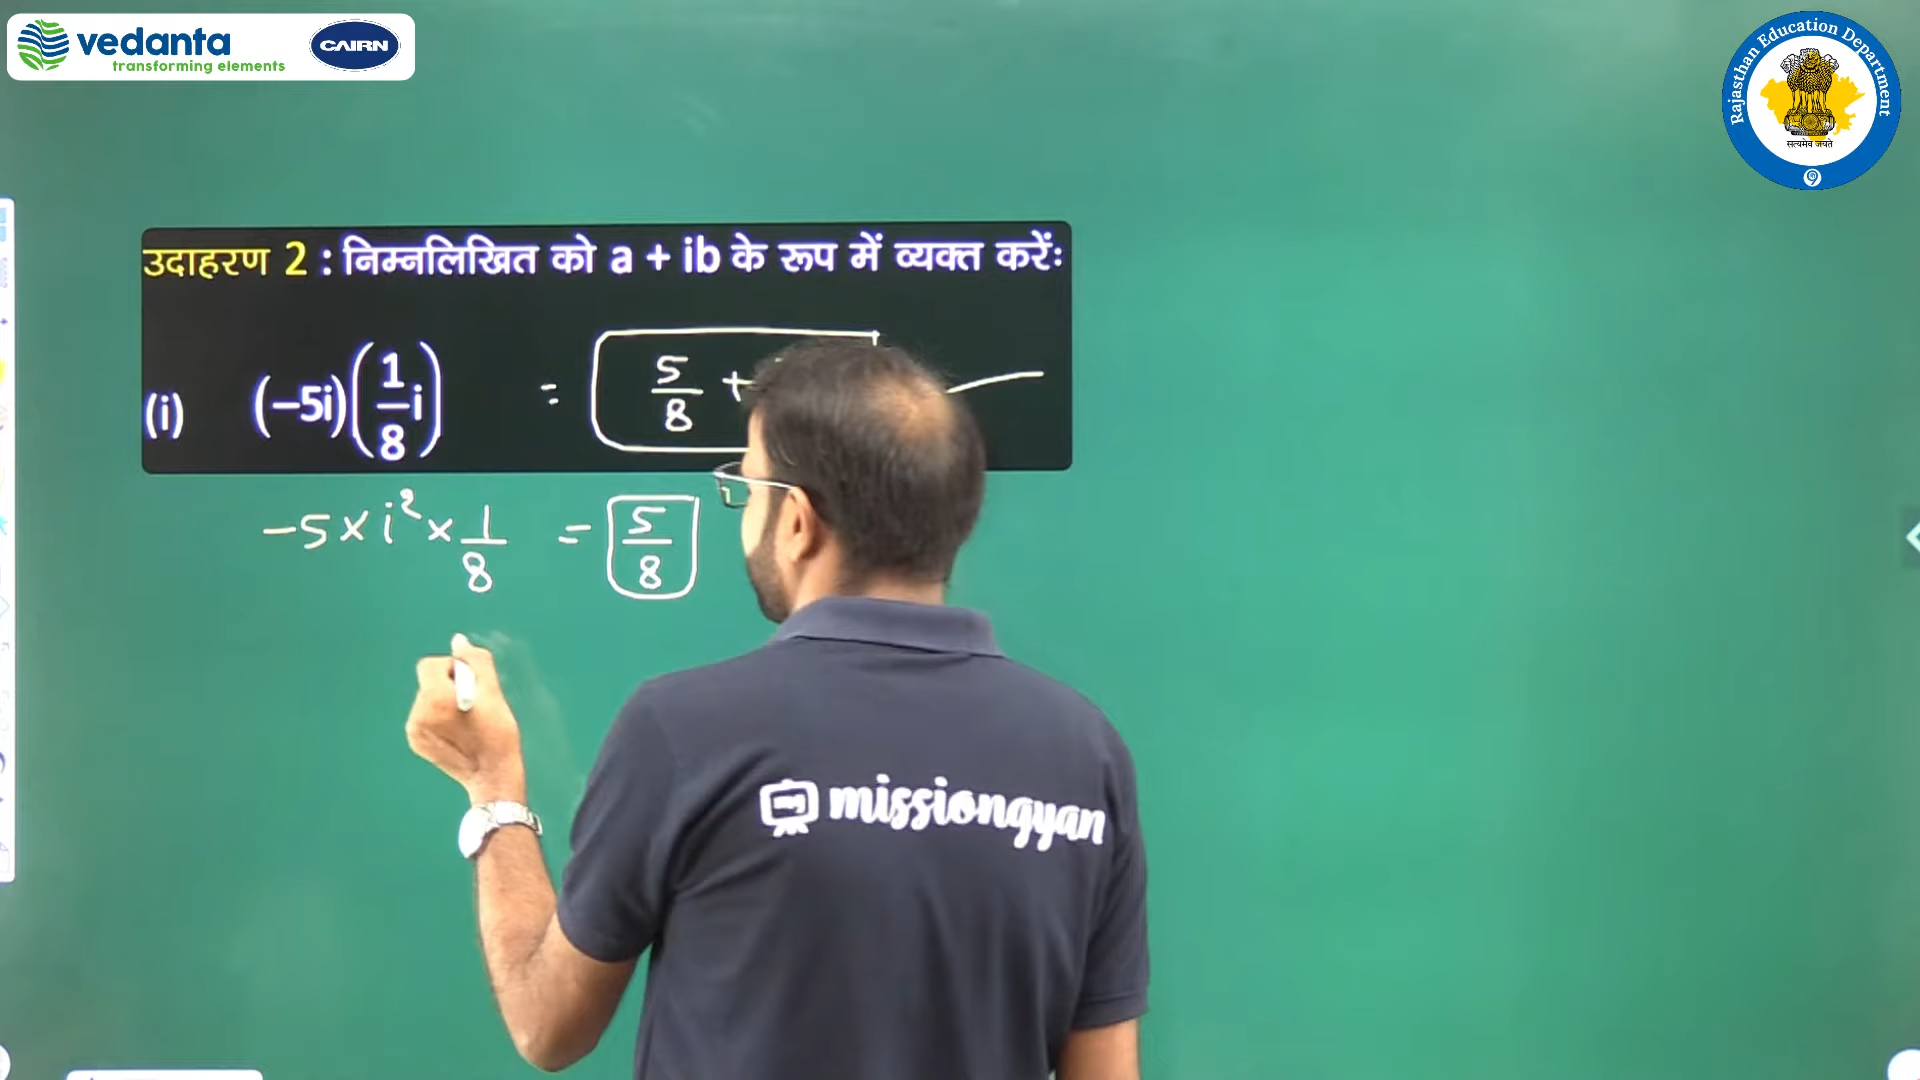 vedanta
transforming elements
CAIRN
Rajasthan Education Department
सत्यमेव जयते
उदाहरण 2 : निम्नलिखित को a + ib के रूप में व्यक्त करें:
(i) (−5i)(1/8 i) = 5/8 +
−5 × i² × 1/8 = 5/8
missiongyan